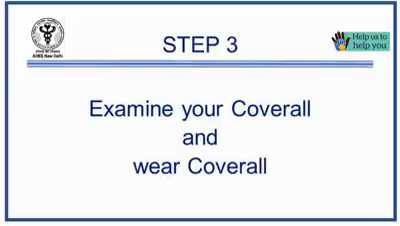 STEP 3
Help us to
help you
AIIMS New Delhi
Examine your Coverall
and
wear Coverall